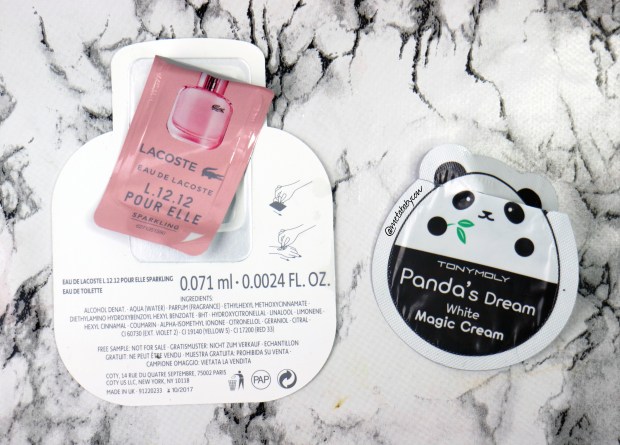 LACOSTE
EAU DE LACOSTE
L.12.12
POUR ELLE
SPARKLING
EAU DE LACOSTE L.12.12 POUR ELLE SPARKLING
EAU DE TOILETTE
0.071 ml - 0.0024 FL. OZ.
INGREDIENTS:
ALCOHOL DENAT. - AQUA (WATER) - PARFUM (FRAGRANCE) - ETHYLHEXYL METHOXYCINNAMATE -
DIETHYLAMINO HYDROXYBENZOYL HEXYL BENZOATE - BHT - HYDROXYCITRONELLAL - LINALOOL - LIMONENE -
HEXYL CINNAMAL - COUMARIN - ALPHA-ISOMETHYL IONONE - CITRONELLOL - GERANIOL - CITRAL
CI 60730 (EXT. VIOLET 2) - CI 19140 (YELLOW 5) - CI 17200 (RED 33)
FREE SAMPLE: NOT FOR SALE - GRATISMUSTER: NICHT ZUM VERKAUF - ECHANTILLON
GRATUIT: NE PEUT ÊTRE VENDU - MUESTRA GRATUITA: PROHIBIDA SU VENTA -
CAMPIONE OMAGGIO: VIETATA LA VENDITA
COTY, 14 RUE DU QUATRE SEPTEMBRE, 75002 PARIS
COTY US LLC, NEW YORK, NY 10118
MADE IN UK - 91220233 10/2017
PAP
@metababy.com
TONYMOLY
Panda's Dream
White
Magic Cream